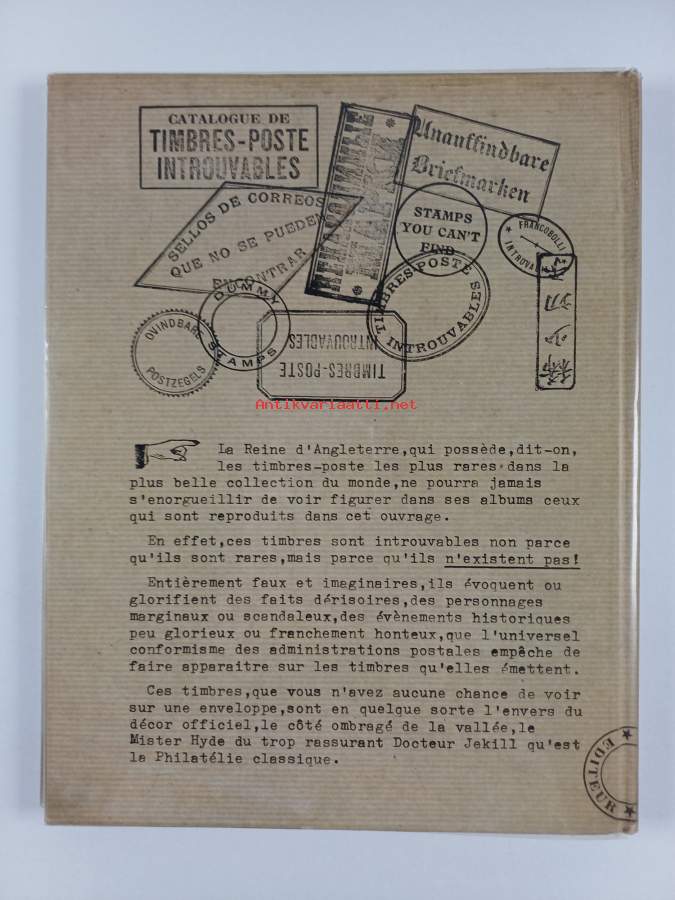 CATALOGUE DE
TIMBRES-POSTE
INTROUVABLES
Unauffindbare
Briefmarken
SELLOS DE CORREOS
QUE NO SE PUEDEN
ENCONTRAR
STAMPS
YOU CAN'T
FIND
FRANCOBOLLI
INTROVA
TIMBRES-POSTE
INTROUVABLES
DUMMY
STAMPS
OVINDBARE
POSTZEGELS
TIMBRES-POSTE
INTROUVABLES
Antikvariaatti.net
La Reine d'Angleterre,qui possède,dit-on,
les timbres-poste les plus rares dans la
plus belle collection du monde,ne pourra jamais
s'enorgueillir de voir figurer dans ses albums ceux
qui sont reproduits dans cet ouvrage.
En effet,ces timbres sont introuvables non parce
qu'ils sont rares,mais parce qu'ils n'existent pas!
Entièrement faux et imaginaires,ils évoquent ou
glorifient des faits dérisoires,des personnages
marginaux ou scandaleux,des évènements historiques
peu glorieux ou franchement honteux,que l'universel
conformisme des administrations postales empêche de
faire apparaitre sur les timbres qu'elles émettent.
Ces timbres,que vous n'avez aucune chance de voir
sur une enveloppe,sont en quelque sorte l'envers du
décor officiel,le côté ombragé de la vallée,le
Mister Hyde du trop rassurant Docteur Jekill qu'est
la Philatélie classique.
EDITEUR